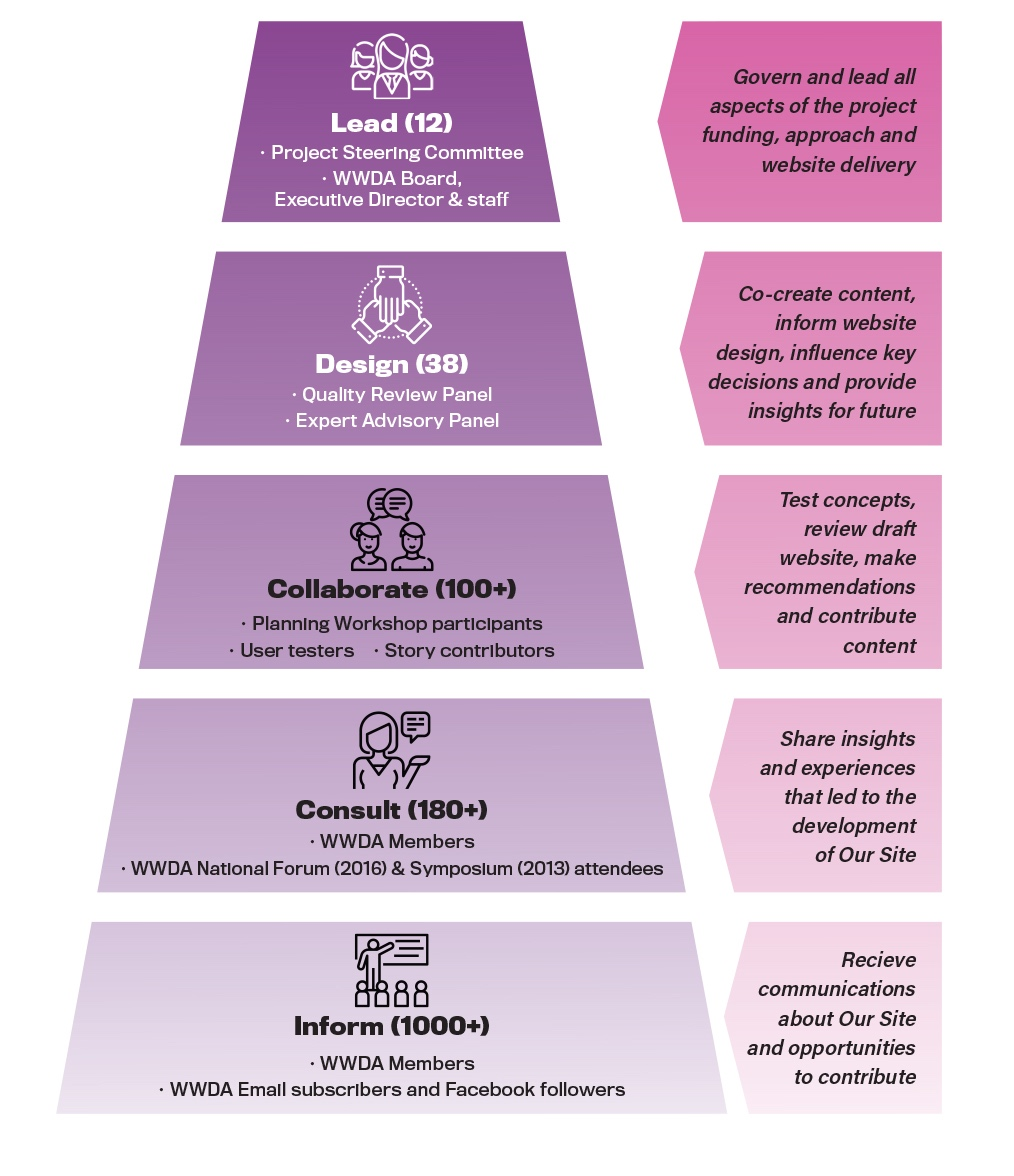 Lead (12)
· Project Steering Committee
· WWDA Board,
Executive Director & staff
Govern and lead all
aspects of the project
funding, approach and
website delivery
Design (38)
· Quality Review Panel
· Expert Advisory Panel
Co-create content,
inform website
design, influence key
decisions and provide
insights for future
Collaborate (100+)
· Planning Workshop participants
· User testers · Story contributors
Test concepts,
review draft
website, make
recommendations
and contribute
content
Consult (180+)
· WWDA Members
· WWDA National Forum (2016) & Symposium (2013) attendees
Share insights
and experiences
that led to the
development
of Our Site
Inform (1000+)
· WWDA Members
· WWDA Email subscribers and Facebook followers
Recieve
communications
about Our Site
and opportunities
to contribute